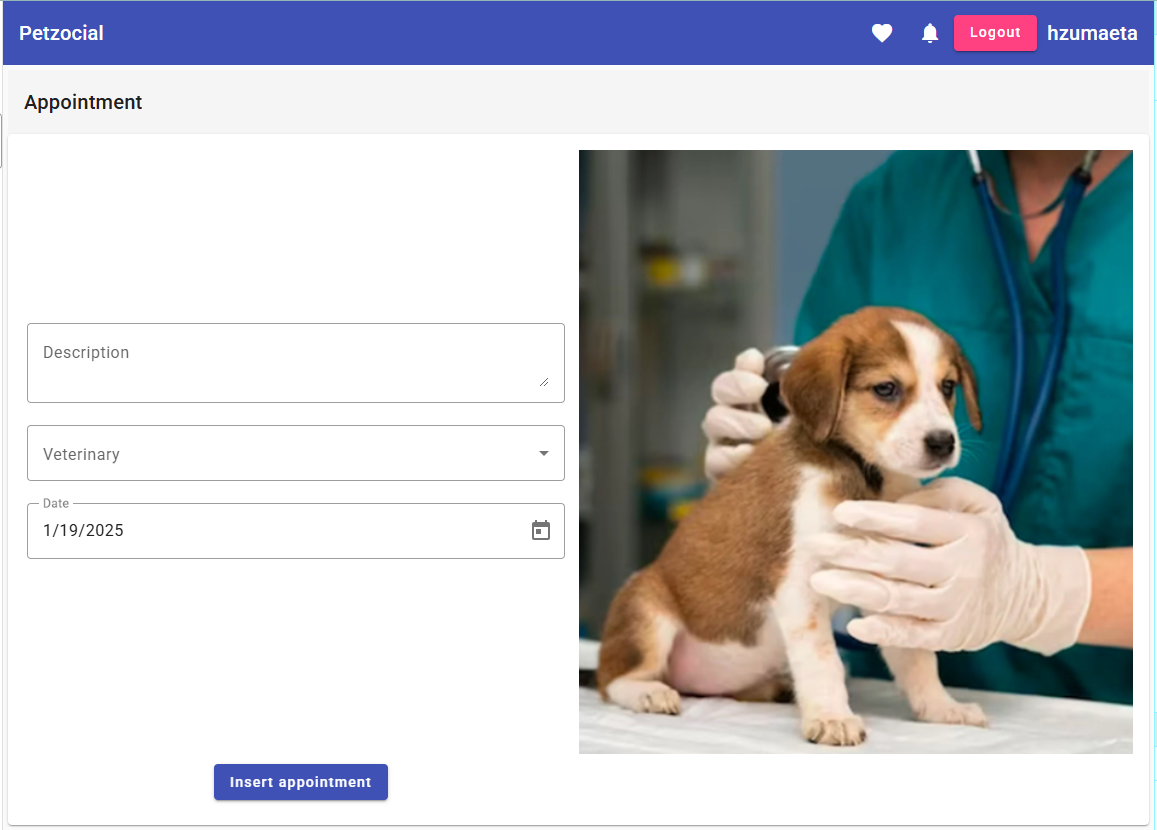 Petzocial
Logout
hzumaeta
Appointment
Description
Veterinary
Date
1/19/2025
Insert appointment